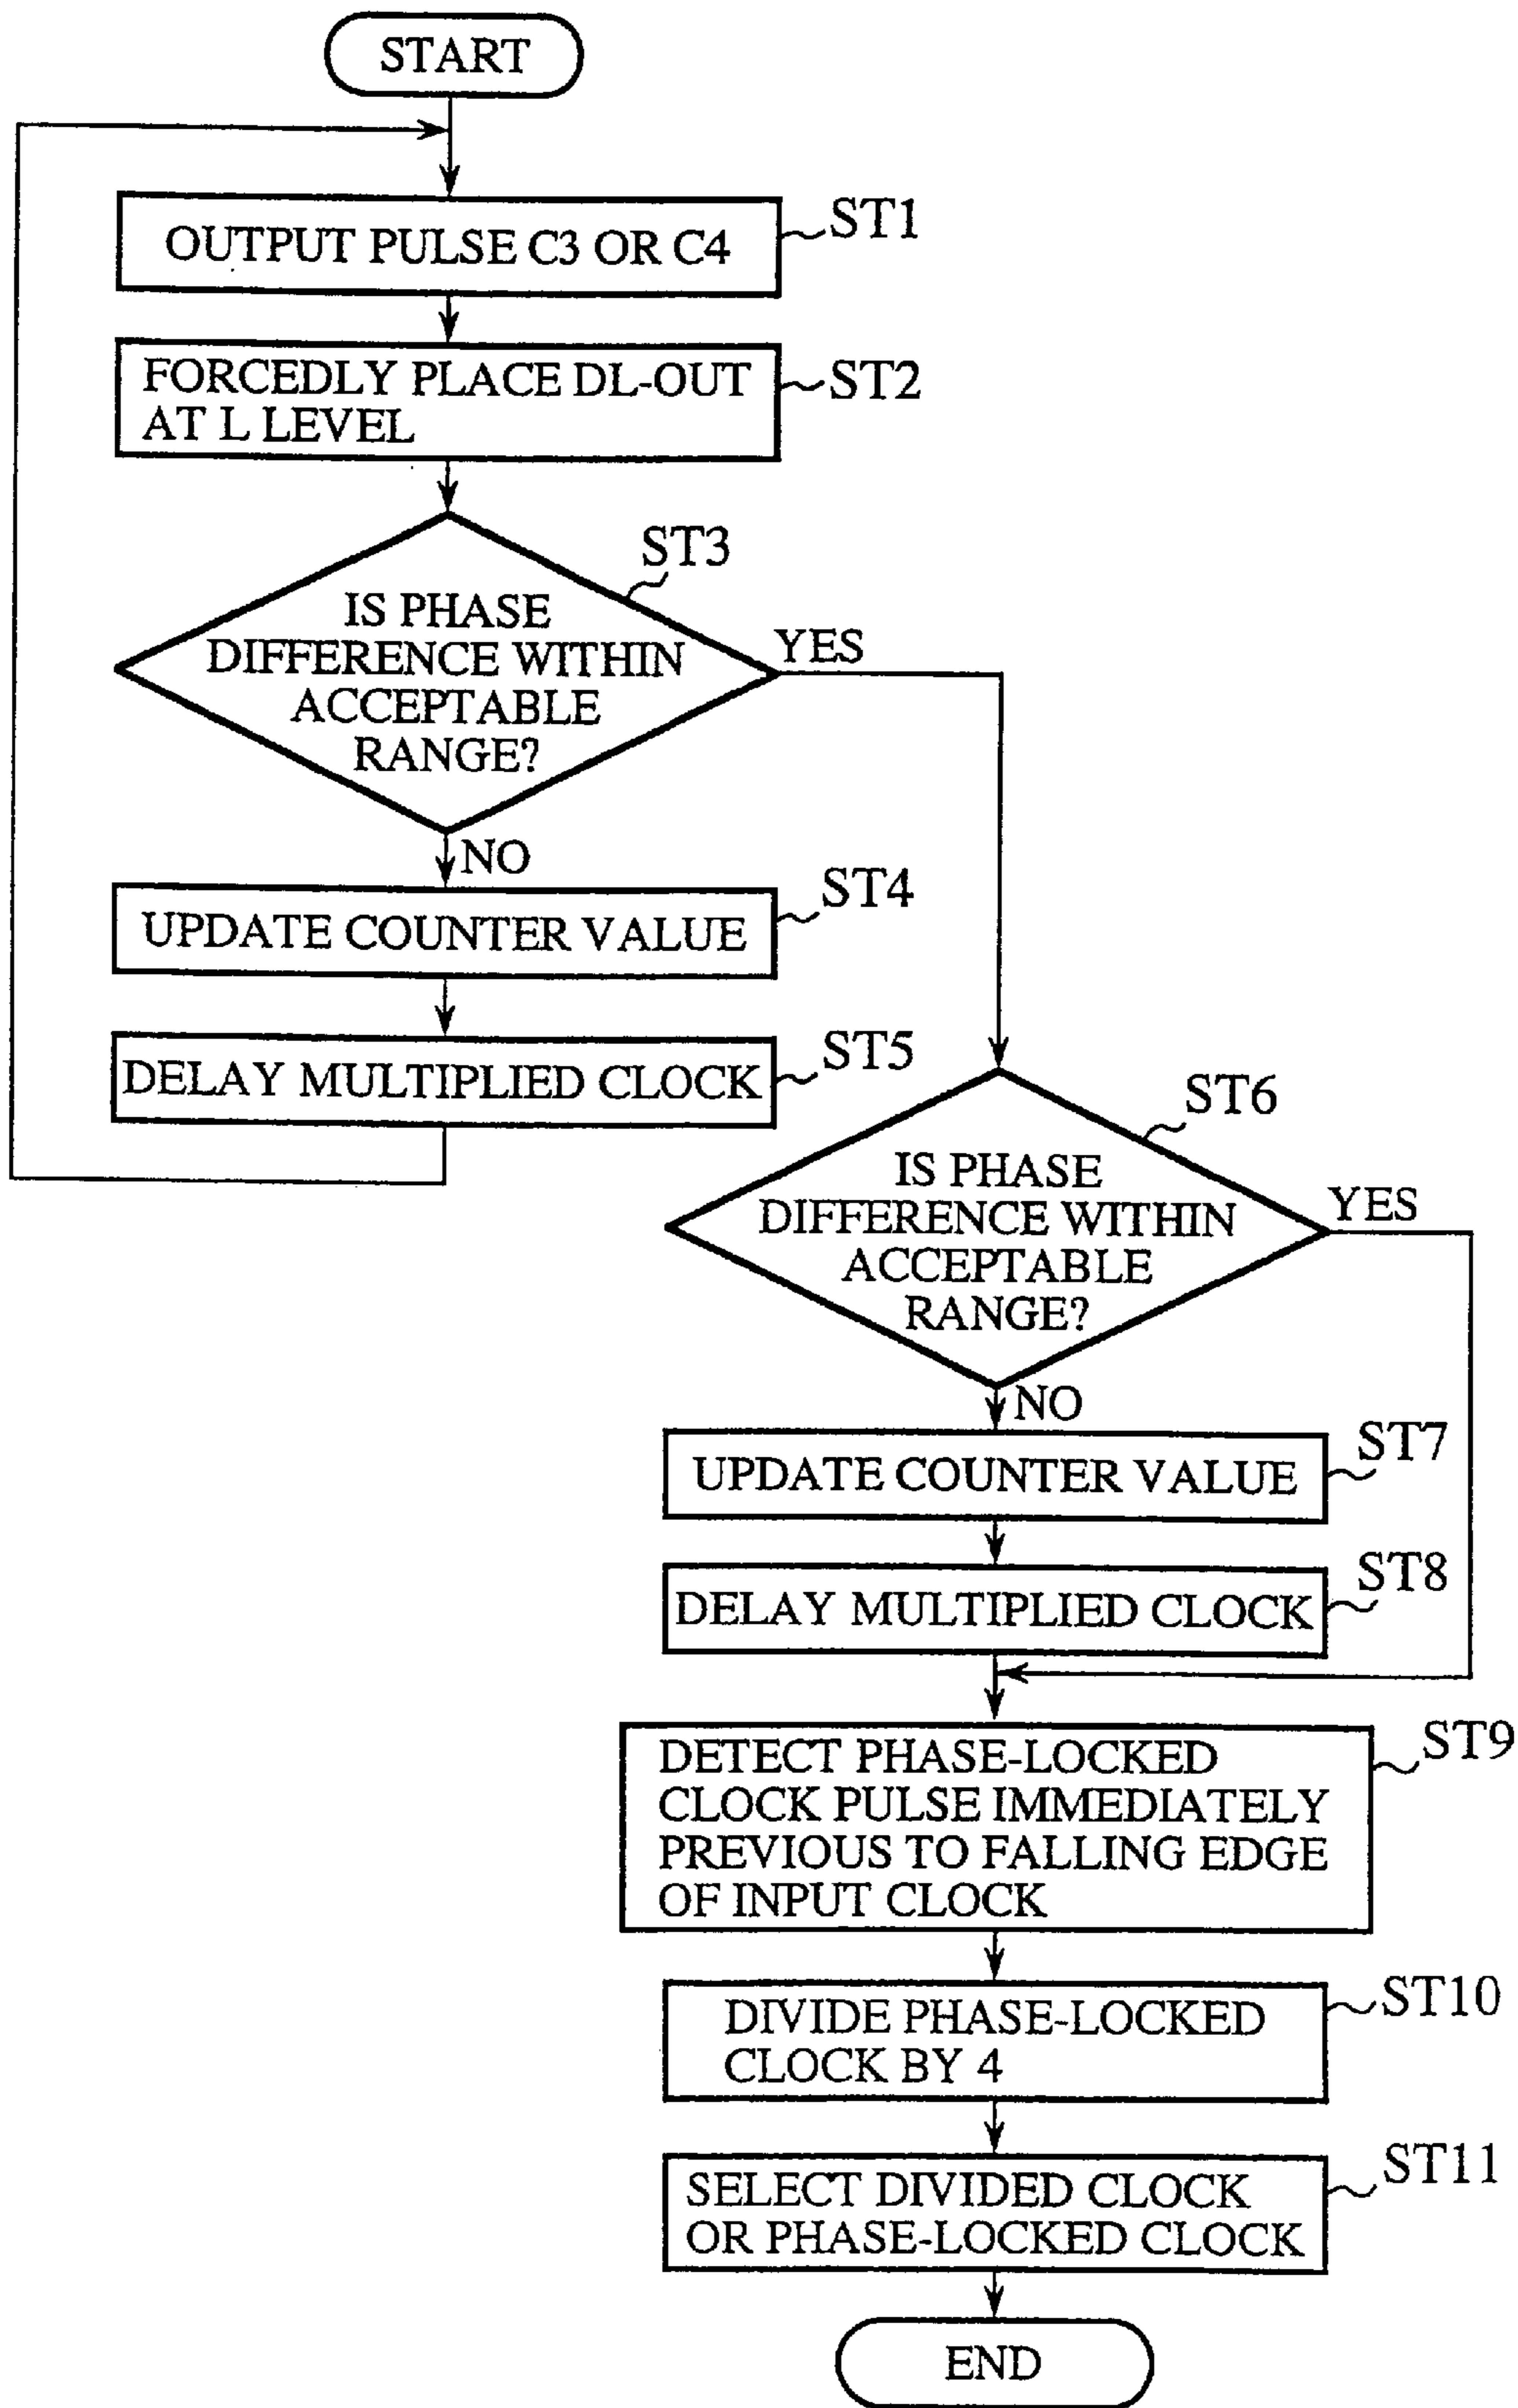 START
OUTPUT PULSE C3 OR C4
ST1
FORCEDLY PLACE DL-OUT
AT L LEVEL
ST2
ST3
IS PHASE
DIFFERENCE WITHIN
ACCEPTABLE
RANGE?
YES
NO
UPDATE COUNTER VALUE
ST4
DELAY MULTIPLIED CLOCK
ST5
ST6
IS PHASE
DIFFERENCE WITHIN
ACCEPTABLE
RANGE?
YES
NO
UPDATE COUNTER VALUE
ST7
DELAY MULTIPLIED CLOCK
ST8
DETECT PHASE-LOCKED
CLOCK PULSE IMMEDIATELY
PREVIOUS TO FALLING EDGE
OF INPUT CLOCK
ST9
DIVIDE PHASE-LOCKED
CLOCK BY 4
ST10
SELECT DIVIDED CLOCK
OR PHASE-LOCKED CLOCK
ST11
END